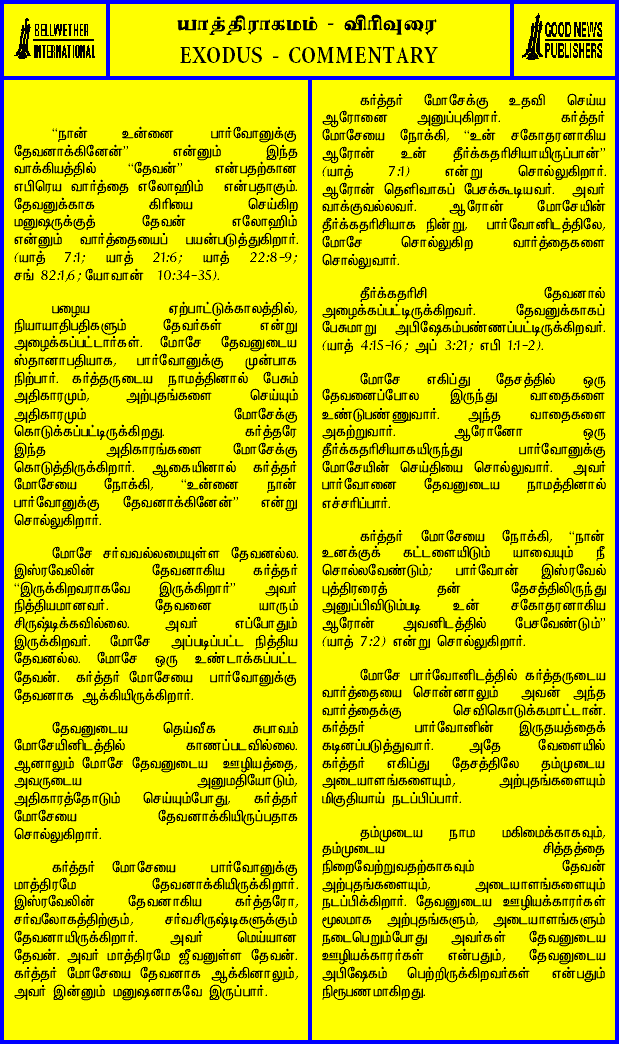 BELLWETHER
INTERNATIONAL
யாத்திராகமம் - விரிவுரை
EXODUS - COMMENTARY
GOOD NEWS
PUBLISHERS
“நான் உன்னை பார்வோனுக்கு
தேவனாக்கினேன்” என்னும் இந்த
வாக்கியத்தில் “தேவன்” என்பதற்கான
எபிரெய வார்த்தை எலோஹிம் என்பதாகும்.
தேவனுக்காக கிரியை செய்கிற
மனுஷருக்குத் தேவன் எலோஹிம்
என்னும் வார்த்தையைப் பயன்படுத்துகிறார்.
(யாத் 7:1; யாத் 21:6; யாத் 22:8-9;
சங் 82:1,6; யோவான் 10:34-35).
பழைய ஏற்பாட்டுக்காலத்தில்,
நியாயாதிபதிகளும் தேவர்கள் என்று
அழைக்கப்பட்டார்கள். மோசே தேவனுடைய
ஸ்தானாபதியாக, பார்வோனுக்கு முன்பாக
நிற்பார். கர்த்தருடைய நாமத்தினால் பேசும்
அதிகாரமும், அற்புதங்களை செய்யும்
அதிகாரமும் மோசேக்கு
கொடுக்கப்பட்டிருக்கிறது. கர்த்தரே
இந்த அதிகாரங்களை மோசேக்கு
கொடுத்திருக்கிறார். ஆகையினால் கர்த்தர்
மோசேயை நோக்கி, “உன்னை நான்
பார்வோனுக்கு தேவனாக்கினேன்” என்று
சொல்லுகிறார்.
மோசே சர்வவல்லமையுள்ள தேவனல்ல.
இஸ்ரவேலின் தேவனாகிய கர்த்தர்
“இருக்கிறவராகவே இருக்கிறார்” அவர்
நித்தியமானவர். தேவனை யாரும்
சிருஷ்டிக்கவில்லை. அவர் எப்போதும்
இருக்கிறவர். மோசே அப்படிப்பட்ட நித்திய
தேவனல்ல. மோசே ஒரு உண்டாக்கப்பட்ட
தேவன். கர்த்தர் மோசேயை பார்வோனுக்கு
தேவனாக ஆக்கியிருக்கிறார்.
தேவனுடைய தெய்வீக சுபாவம்
மோசேயினிடத்தில் காணப்படவில்லை.
ஆனாலும் மோசே தேவனுடைய ஊழியத்தை,
அவருடைய அனுமதியோடும்,
அதிகாரத்தோடும் செய்யும்போது, கர்த்தர்
மோசேயை தேவனாக்கியிருப்பதாக
சொல்லுகிறார்.
கர்த்தர் மோசேயை பார்வோனுக்கு
மாத்திரமே தேவனாக்கியிருக்கிறார்.
இஸ்ரவேலின் தேவனாகிய கர்த்தரோ,
சர்வலோகத்திற்கும், சர்வசிருஷ்டிகளுக்கும்
தேவனாயிருக்கிறார். அவர் மெய்யான
தேவன். அவர் மாத்திரமே ஜீவனுள்ள தேவன்.
கர்த்தர் மோசேயை தேவனாக ஆக்கினாலும்,
அவர் இன்னும் மனுஷனாகவே இருப்பார்.
கர்த்தர் மோசேக்கு உதவி செய்ய
ஆரோனை அனுப்புகிறார். கர்த்தர்
மோசேயை நோக்கி, “உன் சகோதரனாகிய
ஆரோன் உன் தீர்க்கதரிசியாயிருப்பான்”
(யாத் 7:1) என்று சொல்லுகிறார்.
ஆரோன் தெளிவாகப் பேசக்கூடியவர். அவர்
வாக்குவல்லவர். ஆரோன் மோசேயின்
தீர்க்கதரிசியாக நின்று, பார்வோனிடத்திலே,
மோசே சொல்லுகிற வார்த்தைகளை
சொல்லுவார்.
தீர்க்கதரிசி தேவனால்
அழைக்கப்பட்டிருக்கிறவர். தேவனுக்காகப்
பேசுமாறு அபிஷேகம்பண்ணப்பட்டிருக்கிறவர்.
(யாத் 4:15-16; அப் 3:21; எபி 1:1-2).
மோசே எகிப்து தேசத்தில் ஒரு
தேவனைப்போல இருந்து வாதைகளை
உண்டுபண்ணுவார். அந்த வாதைகளை
அகற்றுவார். ஆரோனோ ஒரு
தீர்க்கதரிசியாகயிருந்து பார்வோனுக்கு
மோசேயின் செய்தியை சொல்லுவார். அவர்
பார்வோனை தேவனுடைய நாமத்தினால்
எச்சரிப்பார்.
கர்த்தர் மோசேயை நோக்கி, “நான்
உனக்குக் கட்டளையிடும் யாவையும் நீ
சொல்லவேண்டும்; பார்வோன் இஸ்ரவேல்
புத்திரரைத் தன் தேசத்திலிருந்து
அனுப்பிவிடும்படி உன் சகோதரனாகிய
ஆரோன் அவனிடத்தில் பேசவேண்டும்”
(யாத் 7:2) என்று சொல்லுகிறார்.
மோசே பார்வோனிடத்தில் கர்த்தருடைய
வார்த்தையை சொன்னாலும் அவன் அந்த
வார்த்தைக்கு செவிகொடுக்கமாட்டான்.
கர்த்தர் பார்வோனின் இருதயத்தைக்
கடினப்படுத்துவார். அதே வேளையில்
கர்த்தர் எகிப்து தேசத்திலே தம்முடைய
அடையாளங்களையும், அற்புதங்களையும்
மிகுதியாய் நடப்பிப்பார்.
தம்முடைய நாம மகிமைக்காகவும்,
தம்முடைய சித்தத்தை
நிறைவேற்றுவதற்காகவும் தேவன்
அற்புதங்களையும், அடையாளங்களையும்
நடப்பிக்கிறார். தேவனுடைய ஊழியக்காரர்கள்
மூலமாக அற்புதங்களும், அடையாளங்களும்
நடைபெறும்போது அவர்கள் தேவனுடைய
ஊழியக்காரர்கள் என்பதும், தேவனுடைய
அபிஷேகம் பெற்றிருக்கிறவர்கள் என்பதும்
நிரூபணமாகிறது.